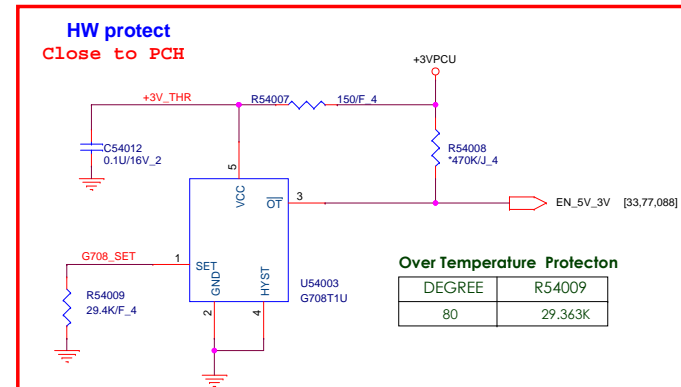 HW protect
Close to PCH
+3VPCU
+3V_THR
R54007
150/F_4
C54012
0.1U/16V_2
R54008
*470K/J_4
5
VCC
OT
3
EN_5V_3V [33,77,088]
G708_SET
1
SET
GND
HYST
U54003
G708T1U
R54009
29.4K/F_4
2
4
Over Temperature Protecton
DEGREE R54009
80 29.363K